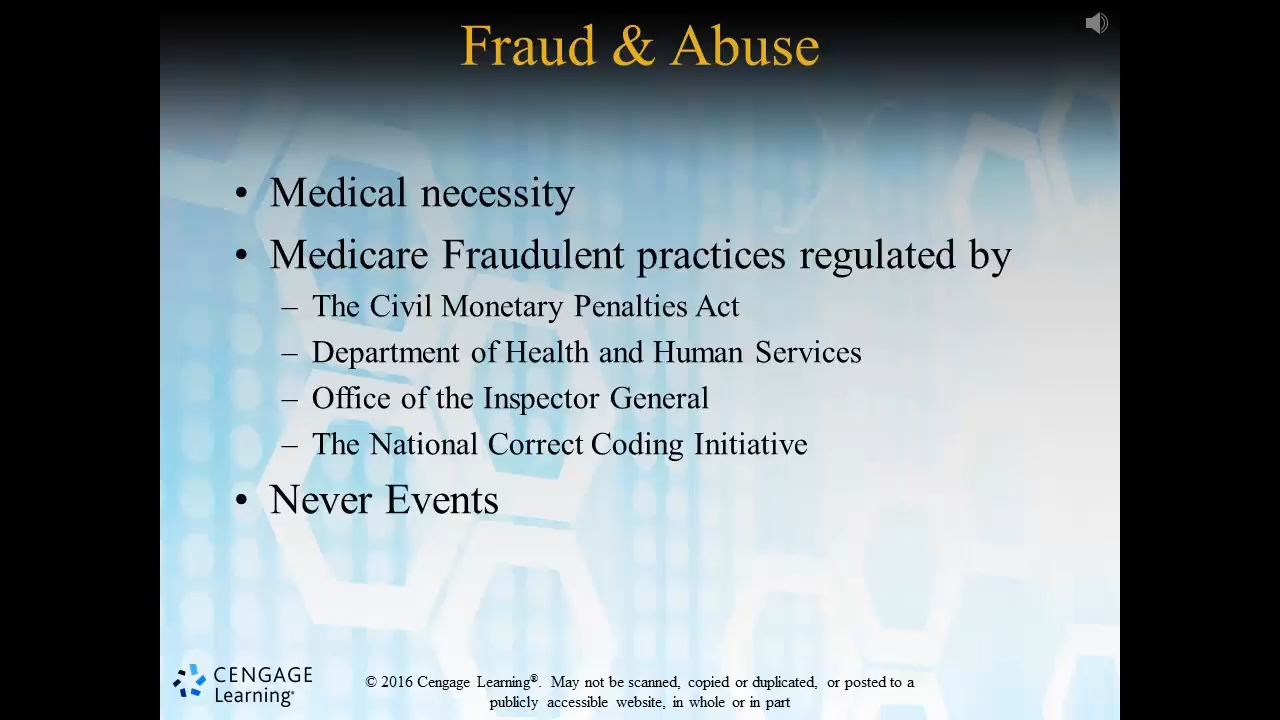 Fraud & Abuse
• Medical necessity
• Medicare Fraudulent practices regulated by
– The Civil Monetary Penalties Act
– Department of Health and Human Services
– Office of the Inspector General
– The National Correct Coding Initiative
• Never Events
CENGAGE
Learning®
© 2016 Cengage Learning®. May not be scanned, copied or duplicated, or posted to a
publicly accessible website, in whole or in part